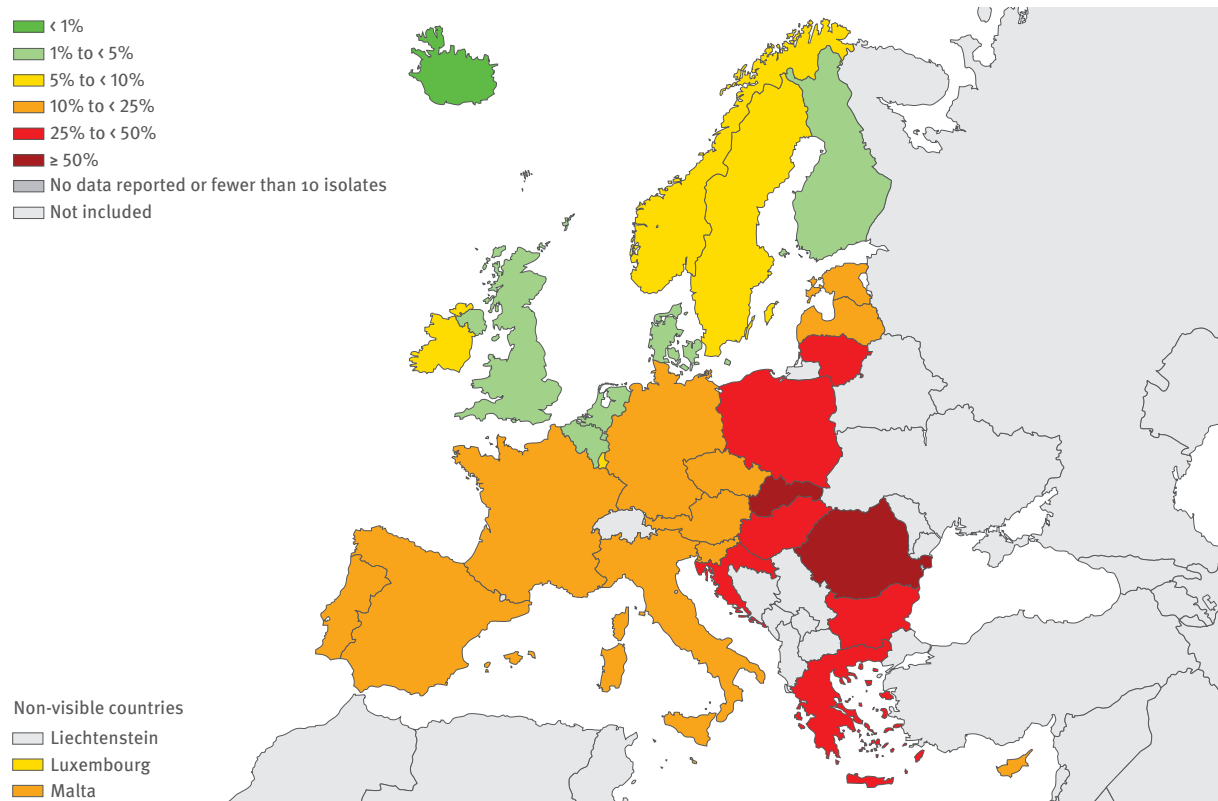 < 1%
1% to < 5%
5% to < 10%
10% to < 25%
25% to < 50%
≥ 50%
No data reported or fewer than 10 isolates
Not included
Non-visible countries
Liechtenstein
Luxembourg
Malta